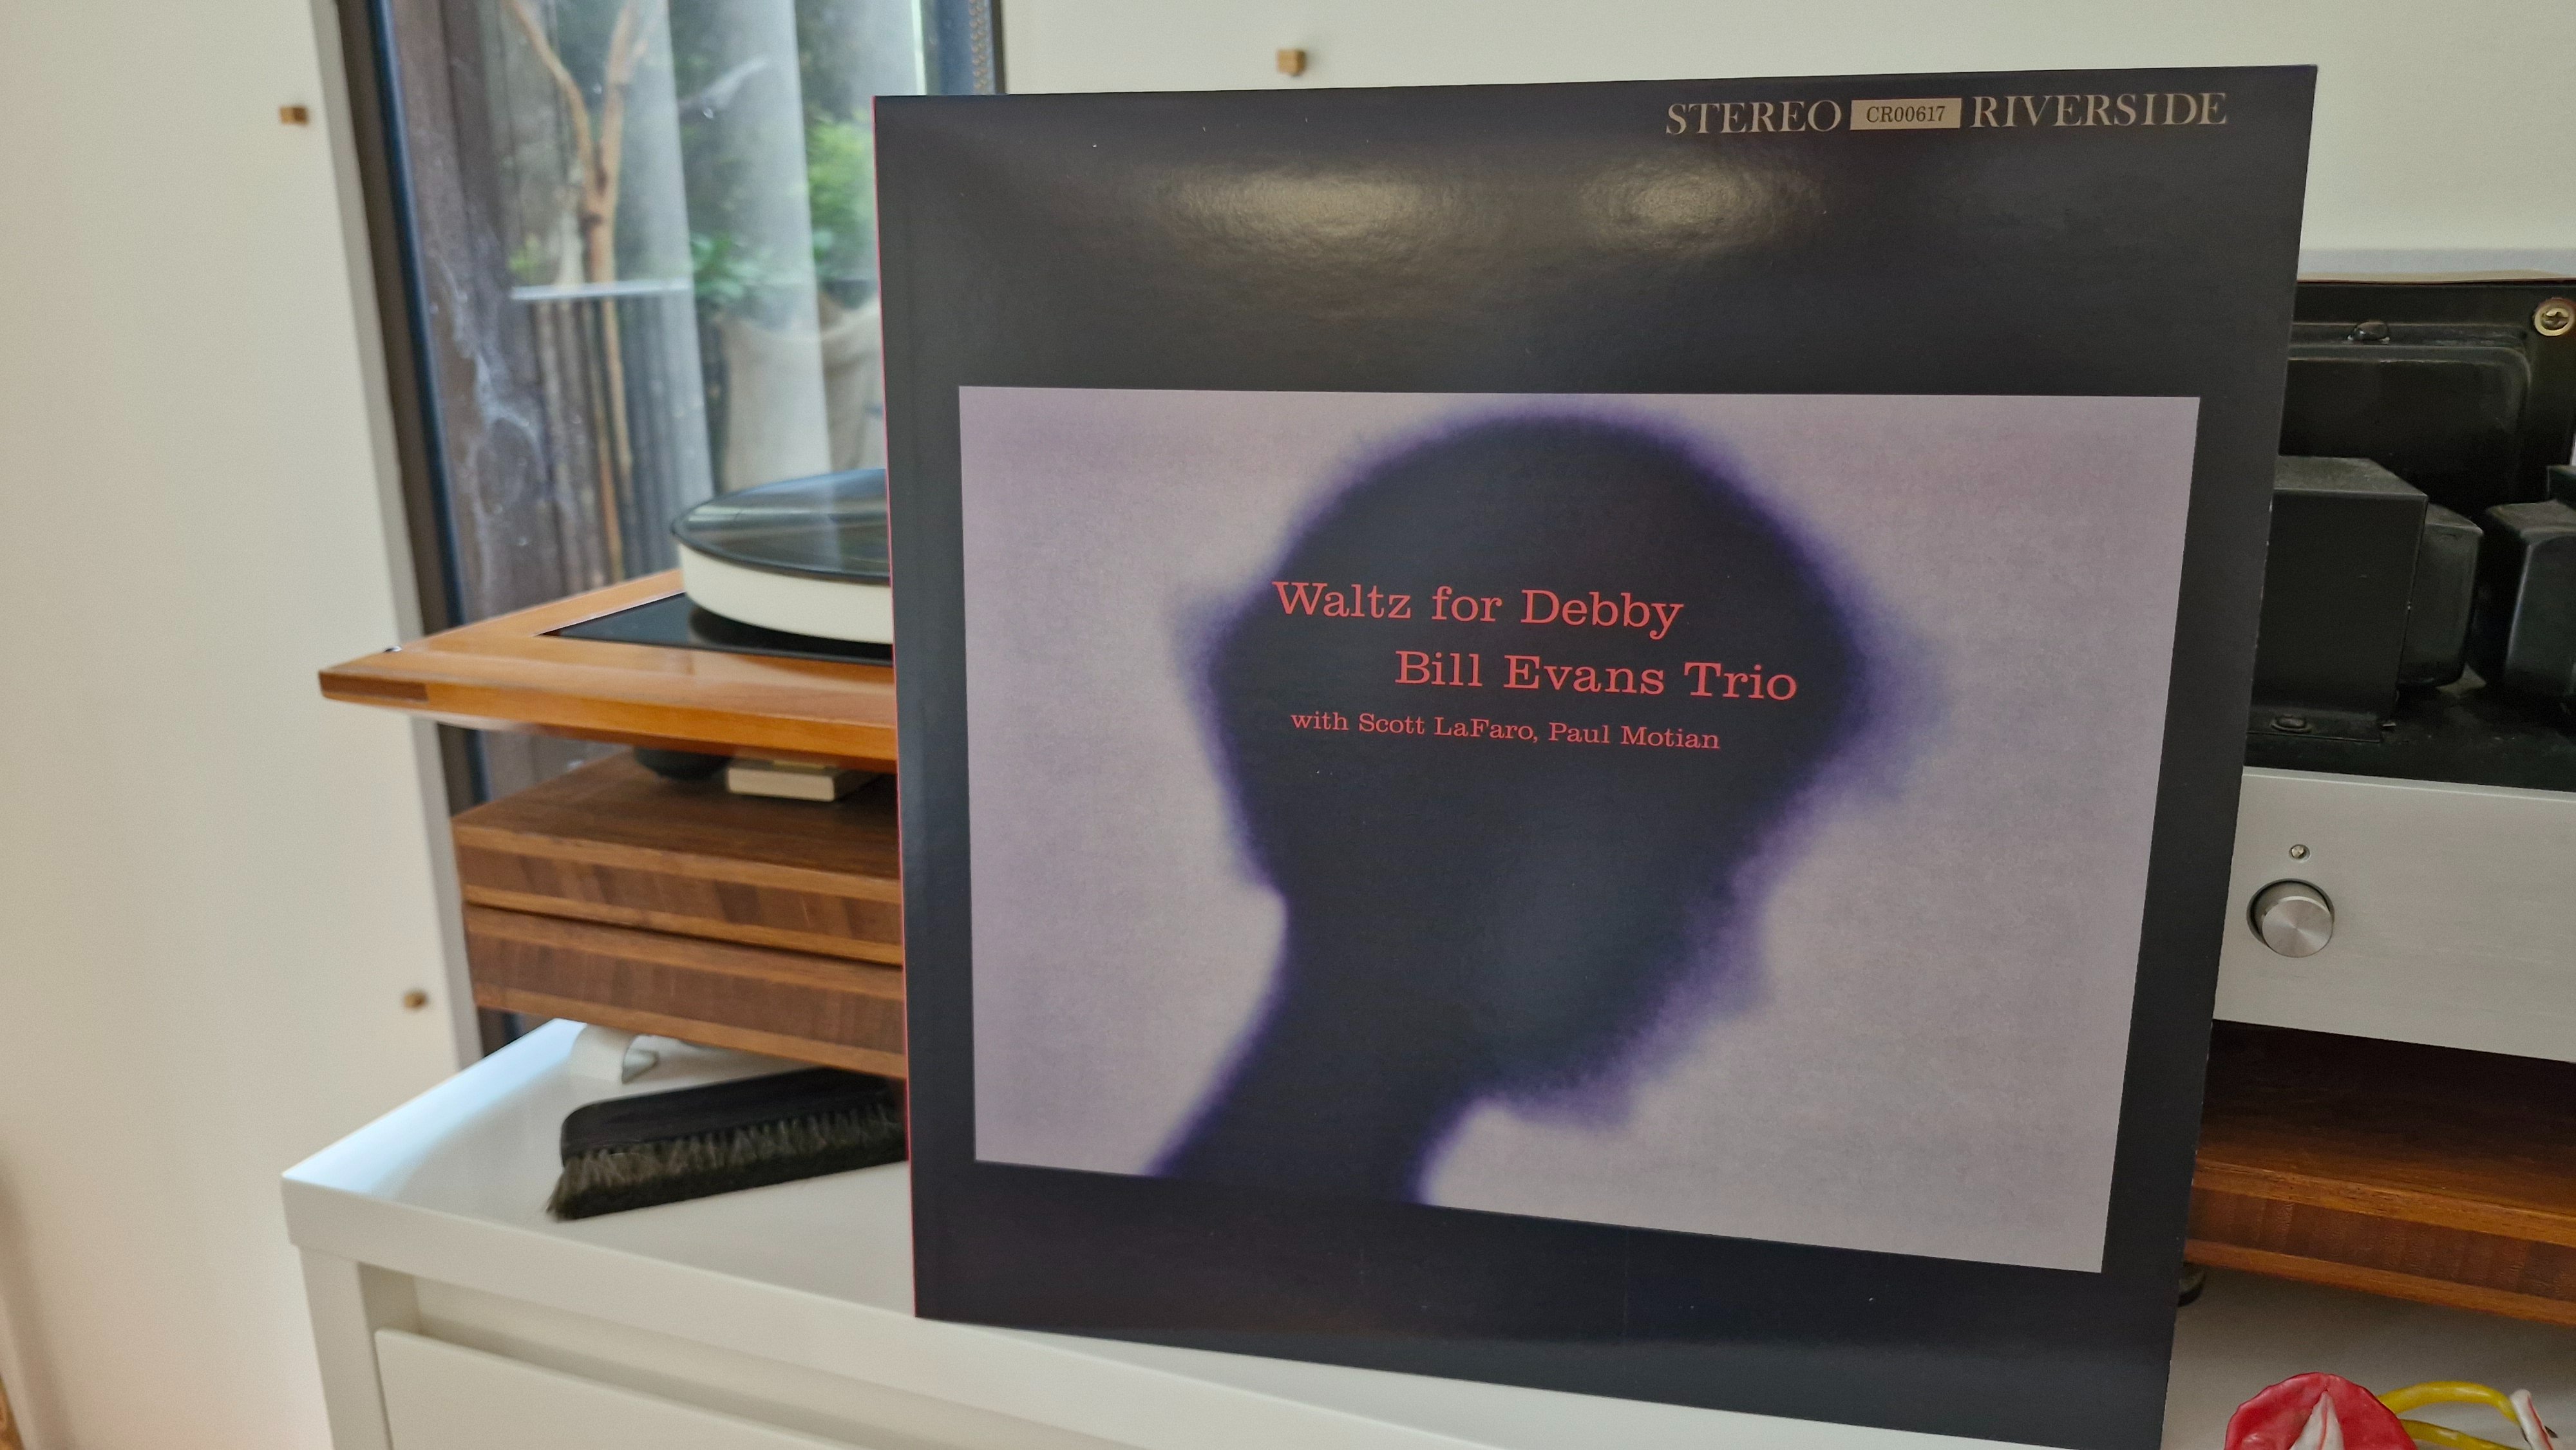 STEREO CR00617 RIVERSIDE
Waltz for Debby
Bill Evans Trio
with Scott LaFaro, Paul Motian